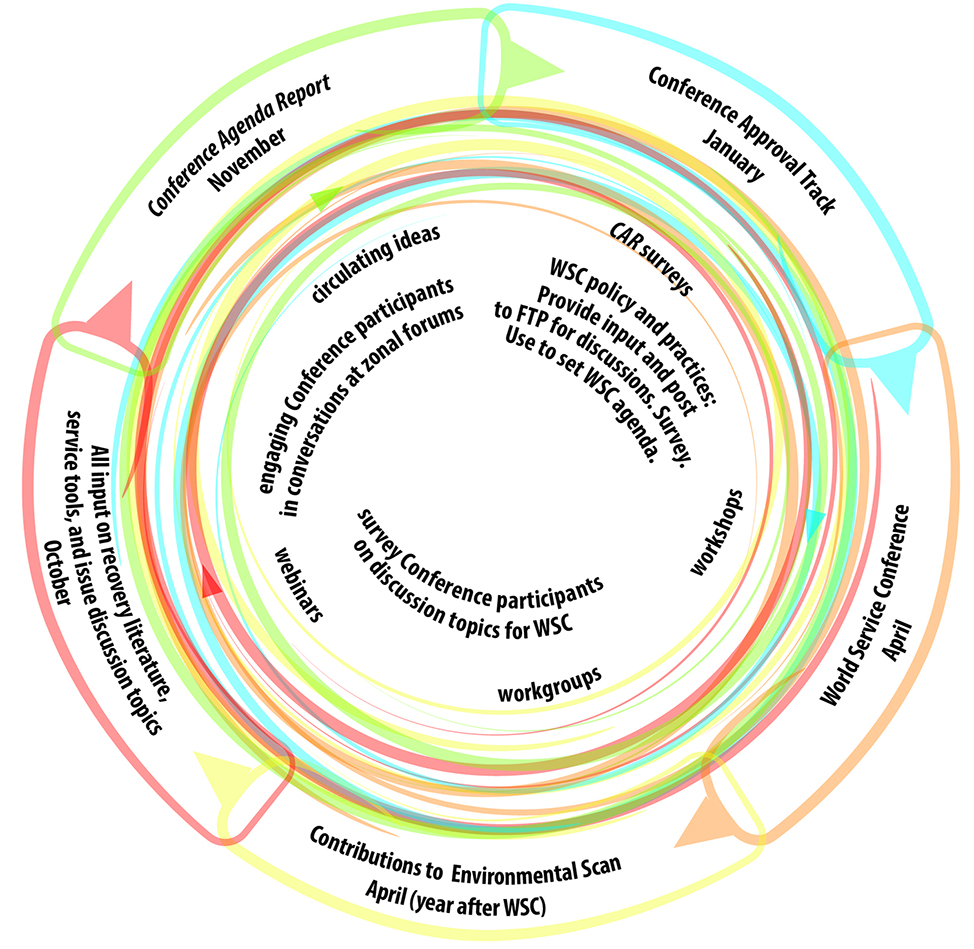 Conference Agenda Report
November
Conference Approval Track
January
World Service Conference
April
Contributions to Environmental Scan
April (year after WSC)
All input on recovery literature,
service tools, and issue discussion topics
October
circulating ideas
engaging Conference participants
in conversations at zonal forums
CAR surveys
WSC policy and practices:
Provide input and post
to FTP for discussions. Survey.
Use to set WSC agenda.
workshops
survey Conference participants
on discussion topics for WSC
webinars
workgroups